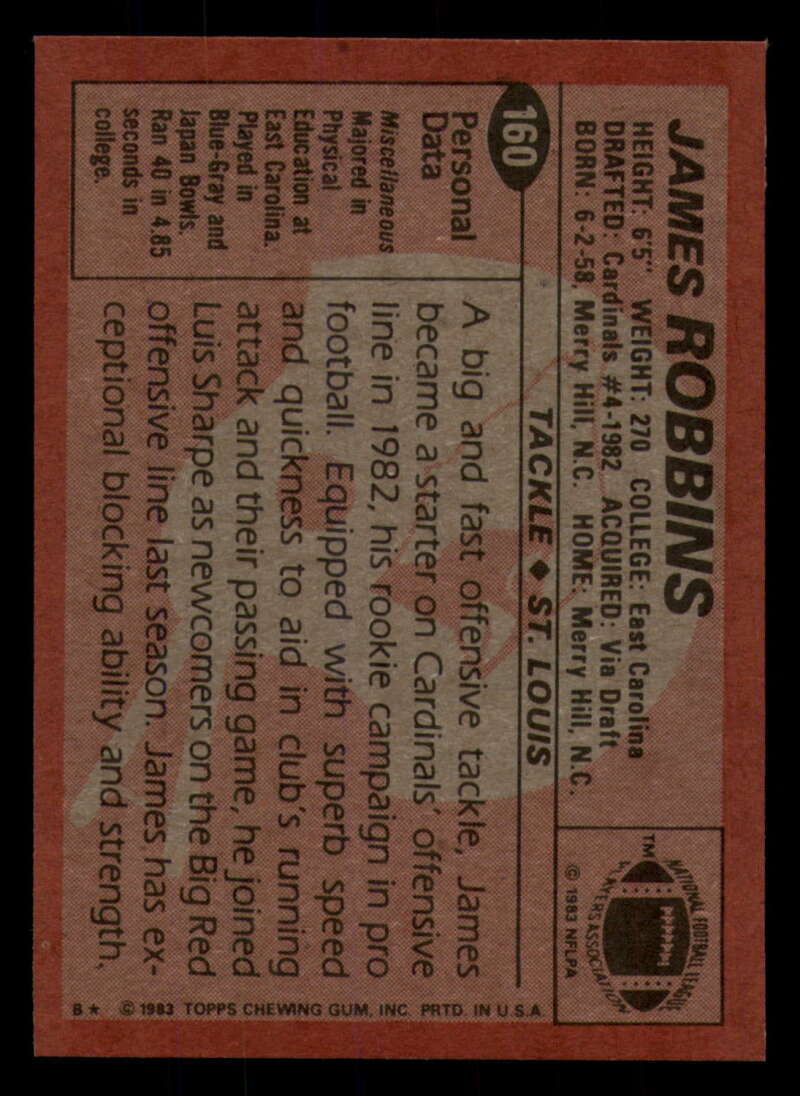 JAMES ROBBINS
HEIGHT: 6'5" WEIGHT: 270 COLLEGE: East Carolina
DRAFTED: Cardinals #4-1982 ACQUIRED: Via Draft
BORN: 6-2-58, Merry Hill, N.C. HOME: Merry Hill, N.C.
NATIONAL FOOTBALL LEAGUE
PLAYERS ASSOCIATION
TM
© 1983 NFLPA
160
TACKLE ♦ ST. LOUIS
Personal
Data
Miscellaneous
Majored in
Physical
Education at
East Carolina.
Played in
Blue-Gray and
Japan Bowls.
Ran 40 in 4.85
seconds in
college.
A big and fast offensive tackle, James
became a starter on Cardinals' offensive
line in 1982, his rookie campaign in pro
football. Equipped with superb speed
and quickness to aid in club's running
attack and their passing game, he joined
Luis Sharpe as newcomers on the Big Red
offensive line last season. James has ex-
ceptional blocking ability and strength.
B★ © 1983 TOPPS CHEWING GUM, INC. PRTD. IN U.S.A.